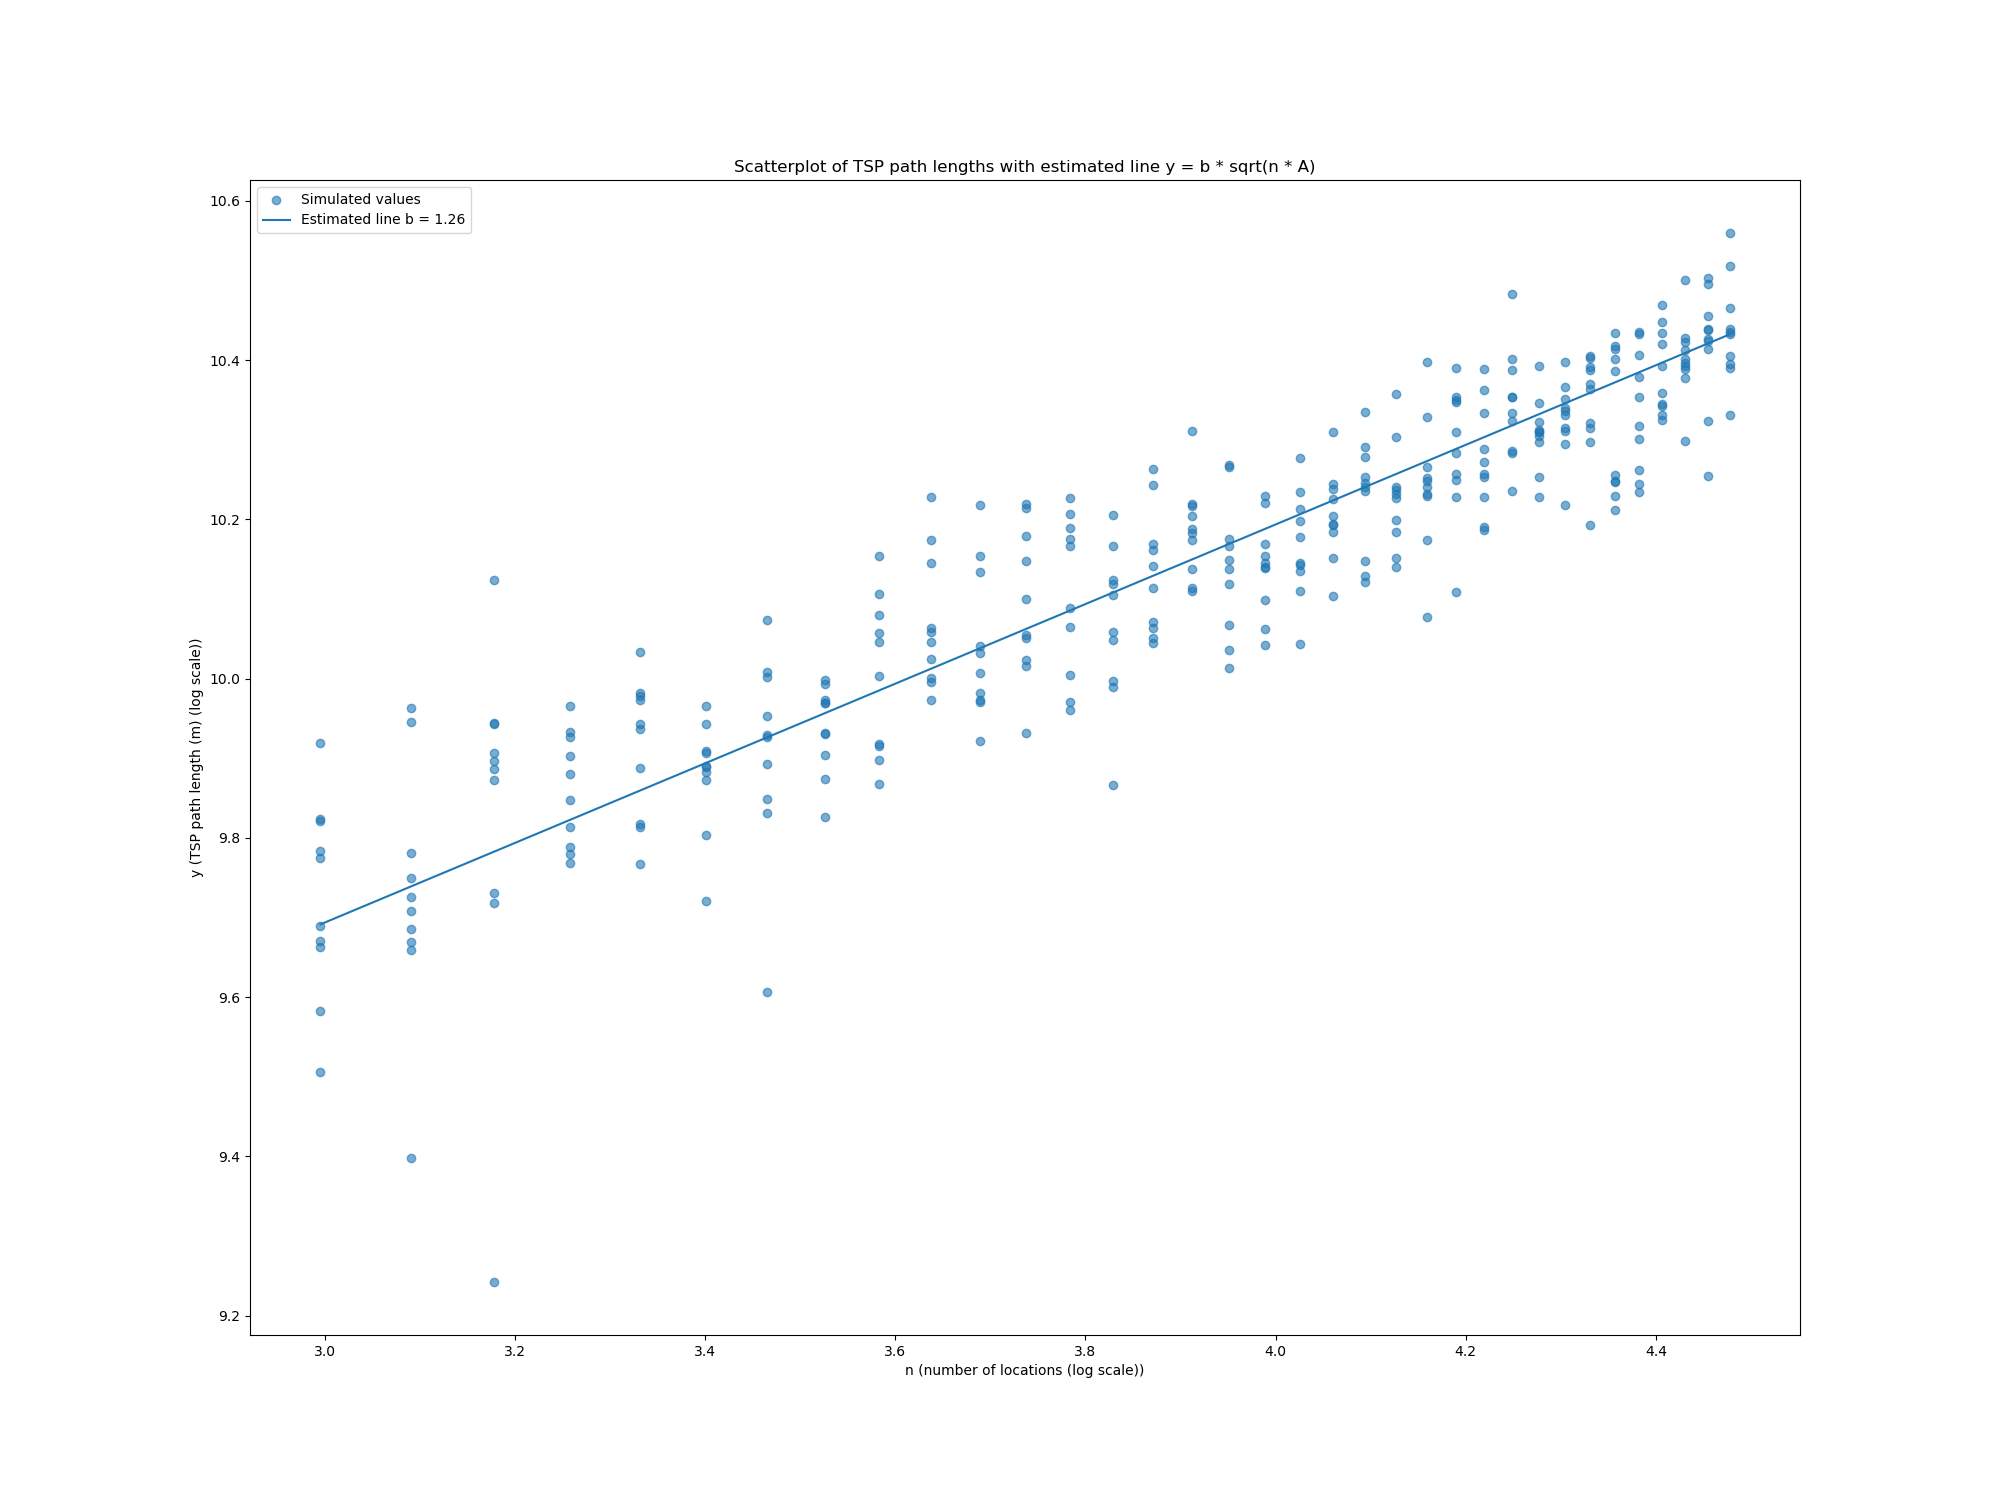 Scatterplot of TSP path lengths with estimated line y = b * sqrt(n * A)
Simulated values
Estimated line b = 1.26
10.6
10.4
10.2
10.0
9.8
9.6
9.4
9.2
y (TSP path length (m) (log scale))
3.0 3.2 3.4 3.6 3.8 4.0 4.2 4.4
n (number of locations (log scale))